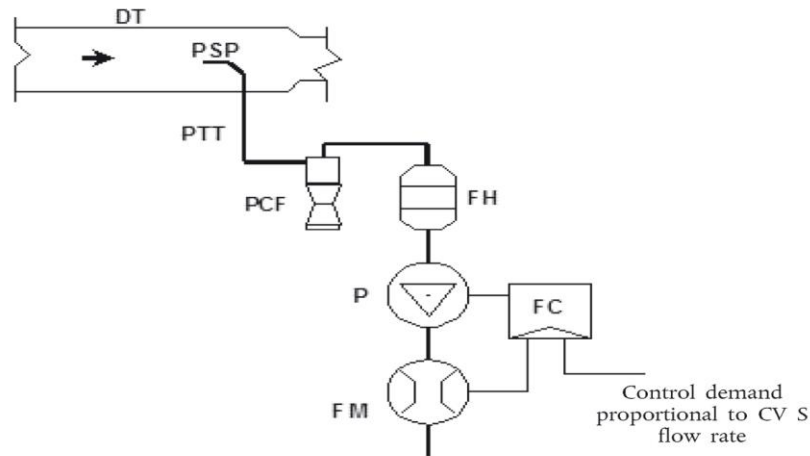 DT
PSP
PTT
PCF
FH
P
FC
FM
Control demand
proportional to CV S
flow rate